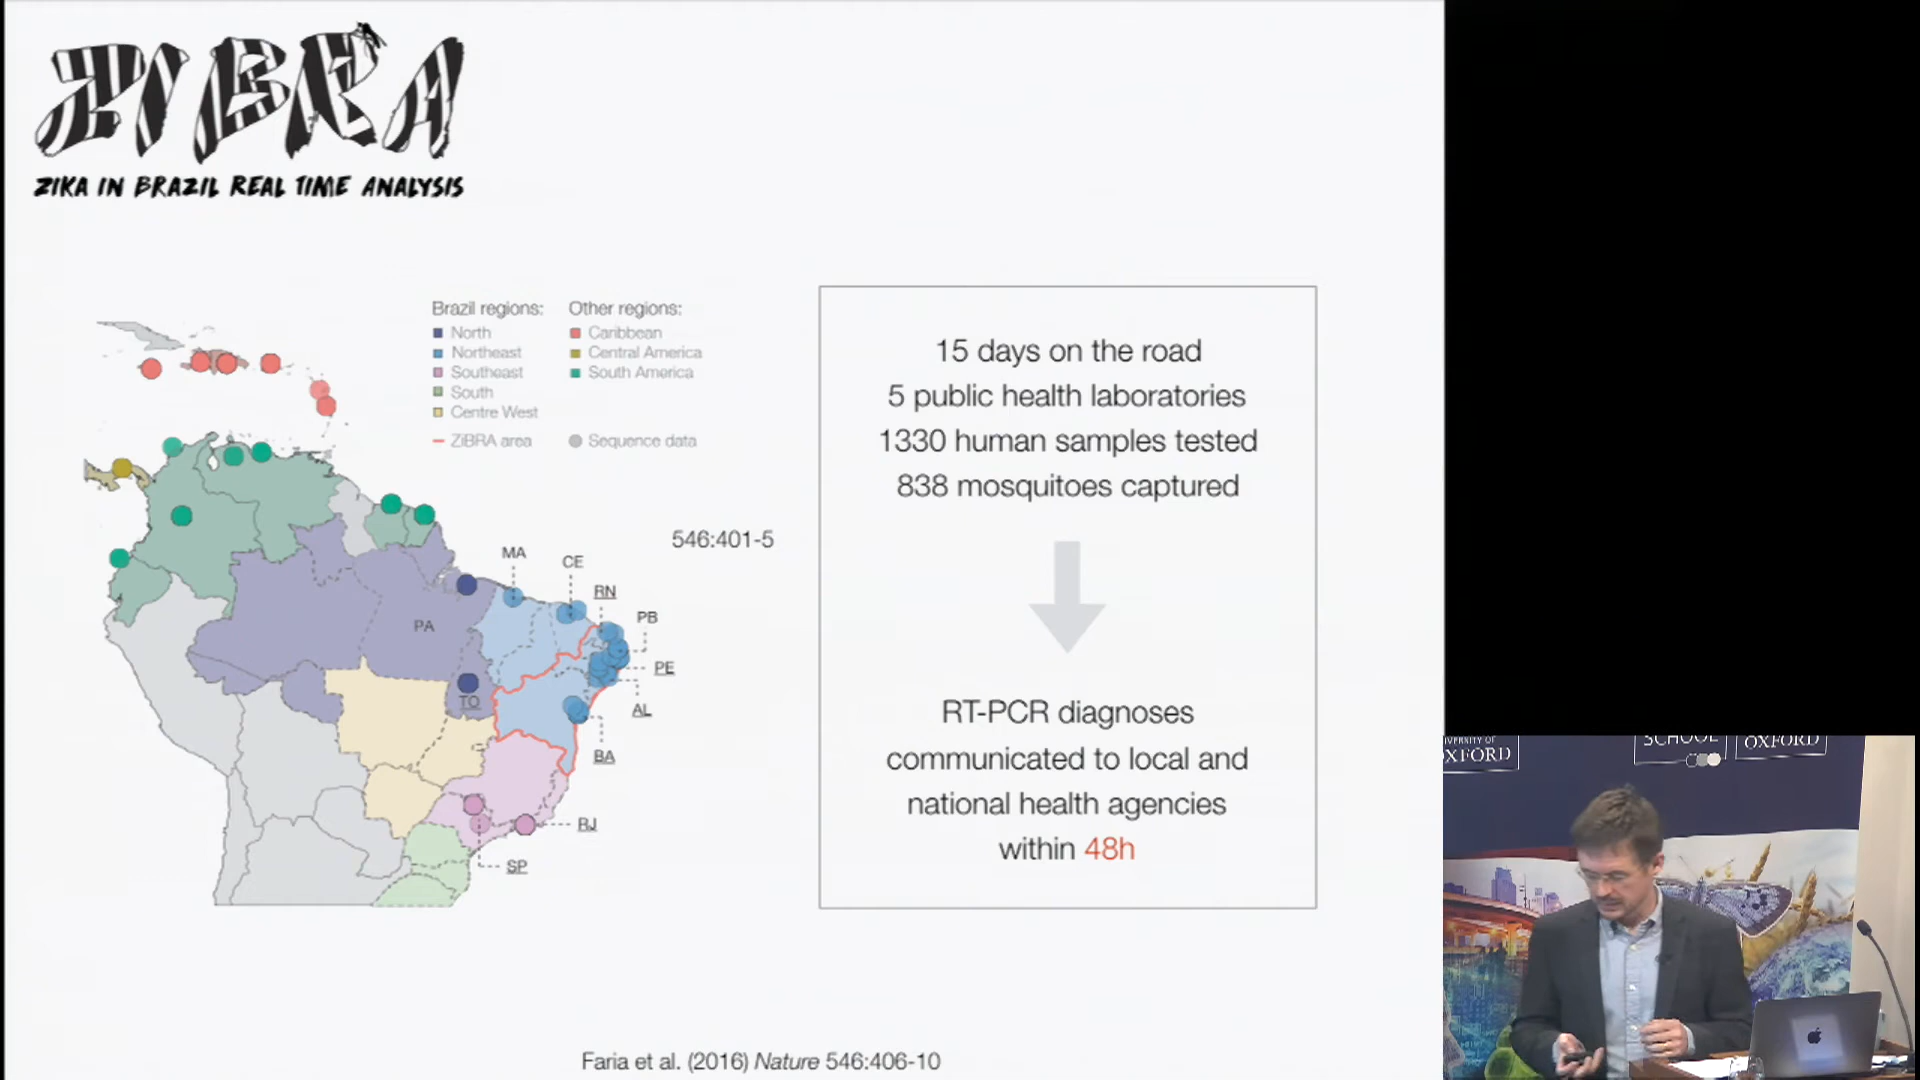 ZIBRA
ZIKA IN BRAZIL REAL TIME ANALYSIS
Brazil regions:
North
Northeast
Southeast
South
Centre West
ZiBRA area
Other regions:
Caribbean
Central America
South America
Sequence data
546:401-5
MA
CE
RN
PB
PA
PE
TO
AL
BA
RJ
SP
15 days on the road
5 public health laboratories
1330 human samples tested
838 mosquitoes captured
RT-PCR diagnoses
communicated to local and
national health agencies
within 48h
Faria et al. (2016) Nature 546:406-10
OXFORD
SCHOOL
OXFORD